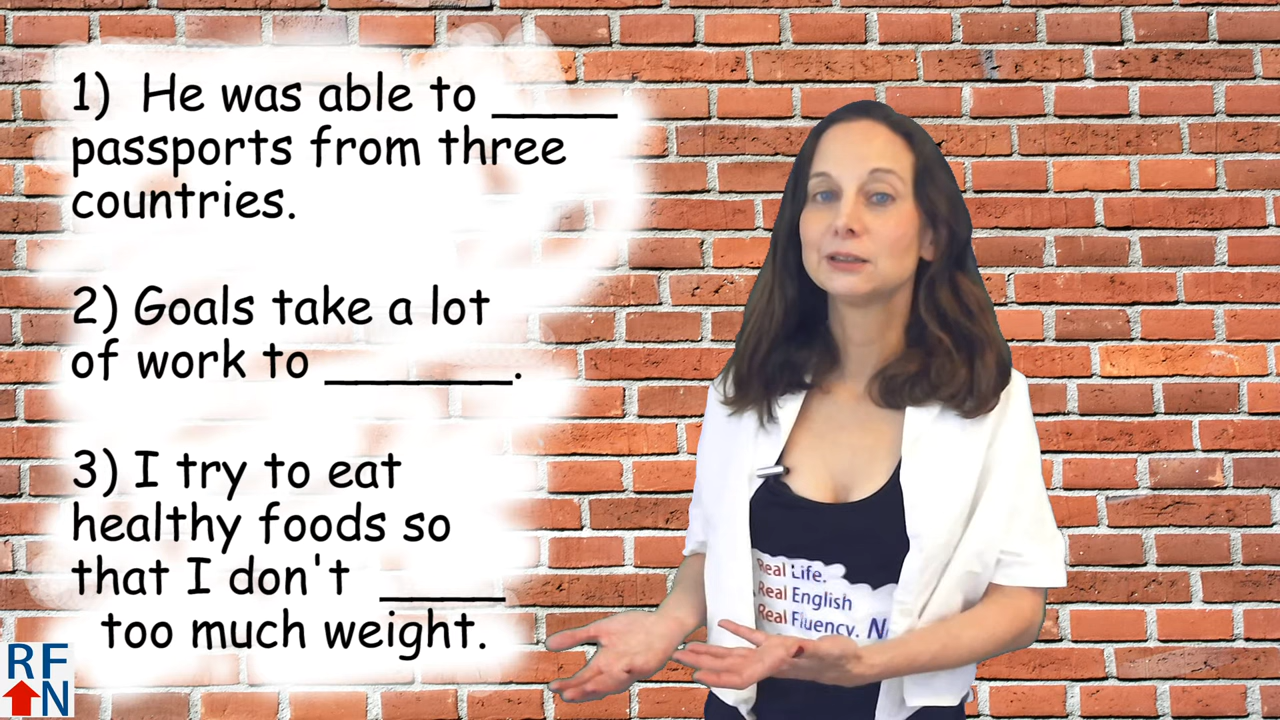 1)  He was able to _____
passports from three
countries.
2) Goals take a lot
of work to _______.
3) I try to eat
healthy foods so
that I don't _____
too much weight.
Real Life.
Real English
Real Fluency. N
RF
N